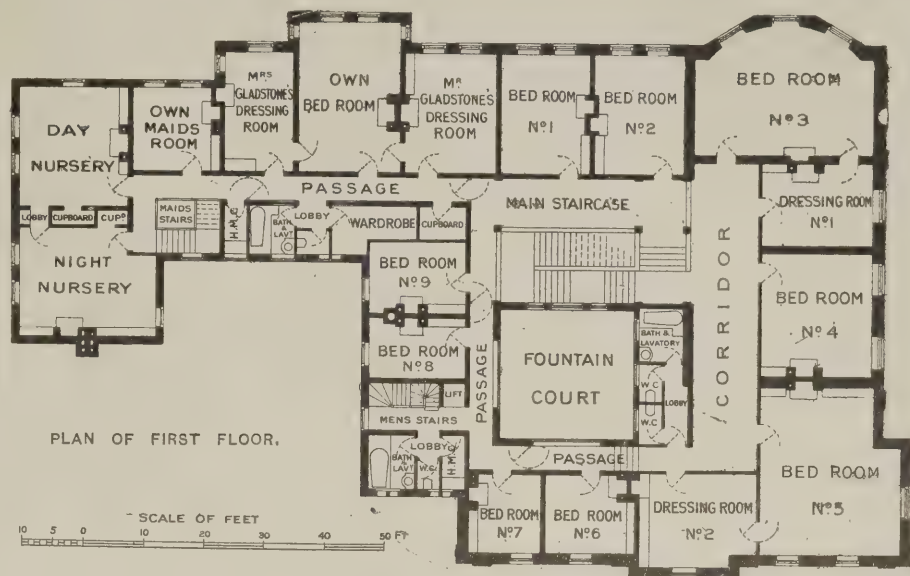 DAY
NURSERY
OWN
MAIDS
ROOM
MRS
GLADSTONE'S
DRESSING
ROOM
OWN
BED ROOM
MR
GLADSTONE'S
DRESSING
ROOM
BED ROOM
No1
BED ROOM
No2
BED ROOM
No3
PASSAGE
MAIN STAIRCASE
DRESSING ROOM
No1
LOBBY
CUPBOARD
CUPD
MAIDS
STAIRS
H.M.C
BATH
&
LAVT
LOBBY
WARDROBE
CUPBOARD
NIGHT
NURSERY
BED ROOM
No9
CORRIDOR
BED ROOM
No4
BED ROOM
No8
PASSAGE
FOUNTAIN
COURT
BATH &
LAVATORY
W.C
W.C
LOBBY
LIFT
MENS STAIRS
LOBBY
BATH
&
LAVT
W.C.
H.M.C
PASSAGE
BED ROOM
No5
BED ROOM
No7
BED ROOM
No6
DRESSING ROOM
No2
PLAN OF FIRST FLOOR.
SCALE OF FEET
10 5 0 10 20 30 40 50 FT